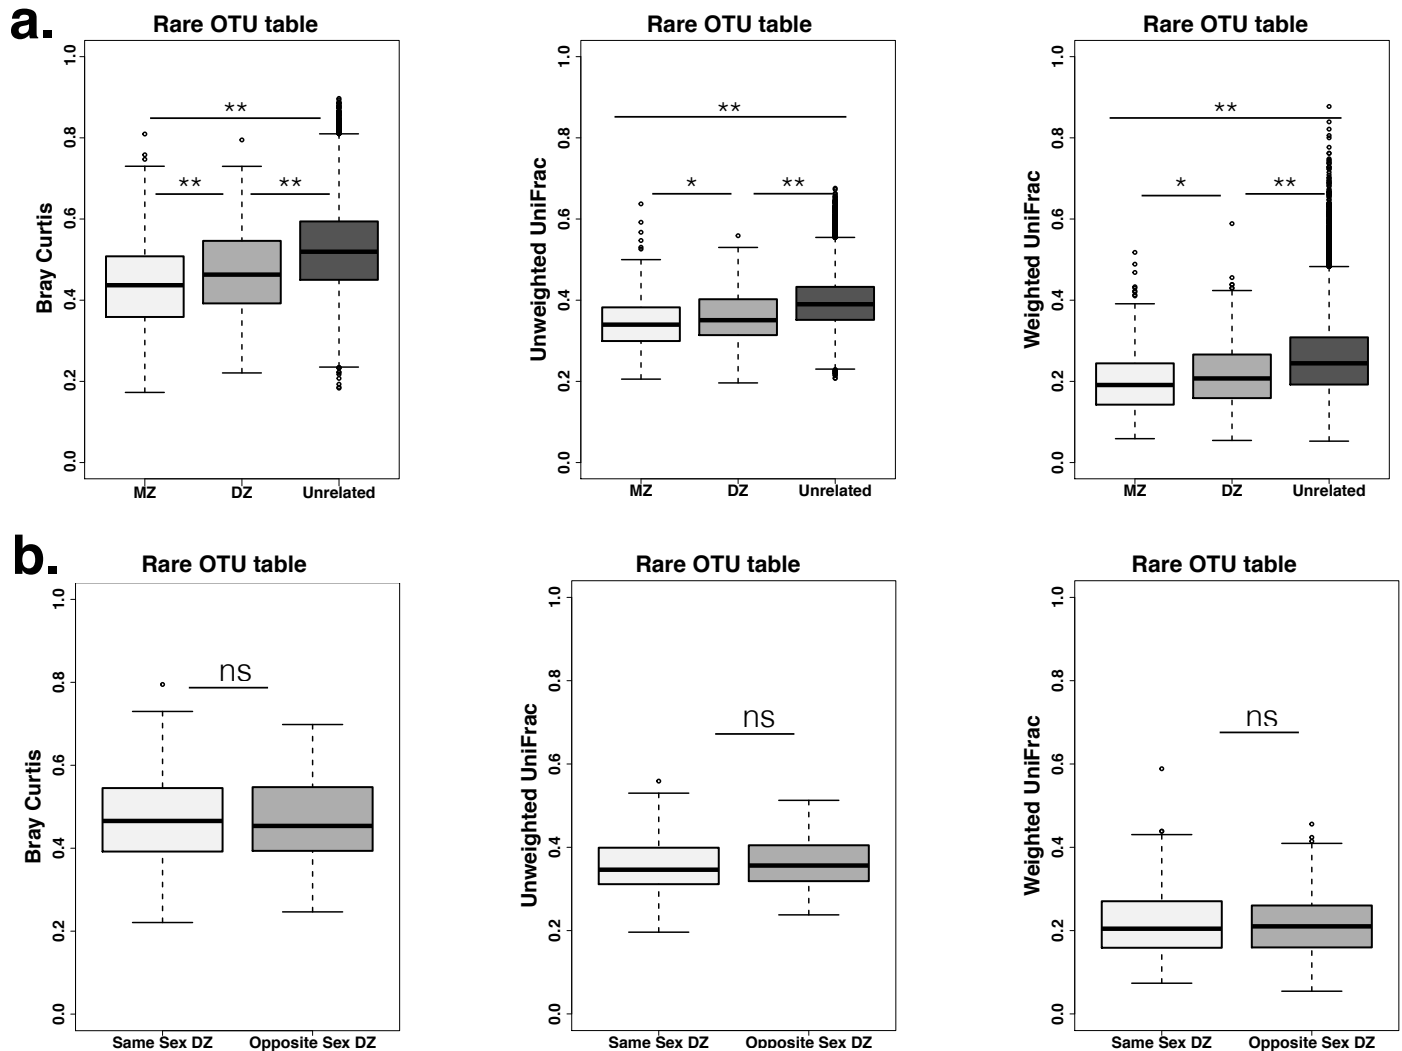 a.
Rare OTU table
Bray Curtis
1.0
0.8
0.6
0.4
0.2
0.0
**
**
**
MZ
DZ
Unrelated
Rare OTU table
Unweighted UniFrac
1.0
0.8
0.6
0.4
0.2
0.0
**
*
**
MZ
DZ
Unrelated
Rare OTU table
Weighted UniFrac
1.0
0.8
0.6
0.4
0.2
0.0
**
*
**
MZ
DZ
Unrelated
b.
Rare OTU table
Bray Curtis
1.0
0.8
0.6
0.4
0.2
0.0
ns
Same Sex DZ
Opposite Sex DZ
Rare OTU table
Unweighted UniFrac
1.0
0.8
0.6
0.4
0.2
0.0
ns
Same Sex DZ
Opposite Sex DZ
Rare OTU table
Weighted UniFrac
1.0
0.8
0.6
0.4
0.2
0.0
ns
Same Sex DZ
Opposite Sex DZ